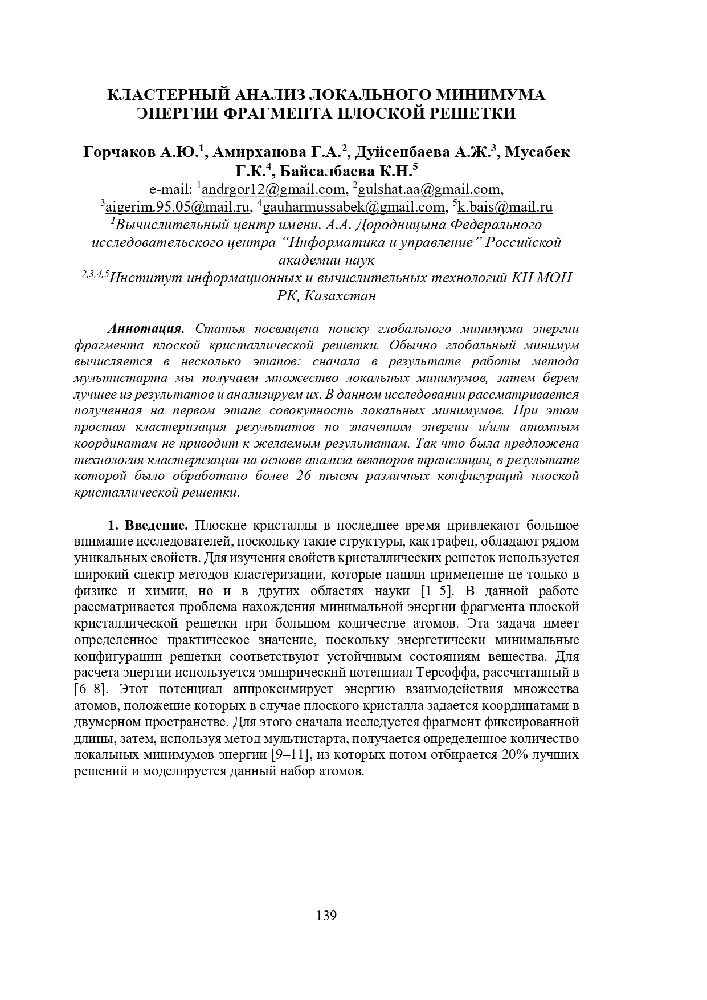 КЛАСТЕРНЫЙ АНАЛИЗ ЛОКАЛЬНОГО МИНИМУМА
ЭНЕРГИИ ФРАГМЕНТА ПЛОСКОЙ РЕШЕТКИ
Горчаков А.Ю.¹, Амирханова Г.А.², Дуйсенбаева А.Ж.³, Мусабек
Г.К.⁴, Байсалбаева К.Н.⁵
e-mail: ¹andrgor12@gmail.com, ²gulshat.aa@gmail.com,
³aigerim.95.05@mail.ru, ⁴gauharmussabek@gmail.com, ⁵k.bais@mail.ru
¹Вычислительный центр имени. А.А. Дородницына Федерального
исследовательского центра “Информатика и управление” Российской
академии наук
²,³,⁴,⁵Институт информационных и вычислительных технологий КН МОН
РК, Казахстан
Аннотация. Статья посвящена поиску глобального минимума энергии
фрагмента плоской кристаллической решетки. Обычно глобальный минимум
вычисляется в несколько этапов: сначала в результате работы метода
мультистарта мы получаем множество локальных минимумов, затем берем
лучшее из результатов и анализируем их. В данном исследовании рассматривается
полученная на первом этапе совокупность локальных минимумов. При этом
простая кластеризация результатов по значениям энергии и/или атомным
координатам не приводит к желаемым результатам. Так что была предложена
технология кластеризации на основе анализа векторов трансляции, в результате
которой было обработано более 26 тысяч различных конфигураций плоской
кристаллической решетки.
1. Введение. Плоские кристаллы в последнее время привлекают большое
внимание исследователей, поскольку такие структуры, как графен, обладают рядом
уникальных свойств. Для изучения свойств кристаллических решеток используется
широкий спектр методов кластеризации, которые нашли применение не только в
физике и химии, но и в других областях науки [1–5]. В данной работе
рассматривается проблема нахождения минимальной энергии фрагмента плоской
кристаллической решетки при большом количестве атомов. Эта задача имеет
определенное практическое значение, поскольку энергетически минимальные
конфигурации решетки соответствуют устойчивым состояниям вещества. Для
расчета энергии используется эмпирический потенциал Терсоффа, рассчитанный в
[6–8]. Этот потенциал аппроксимирует энергию взаимодействия множества
атомов, положение которых в случае плоского кристалла задается координатами в
двумерном пространстве. Для этого сначала исследуется фрагмент фиксированной
длины, затем, используя метод мультистарта, получается определенное количество
локальных минимумов энергии [9–11], из которых потом отбирается 20% лучших
решений и моделируется данный набор атомов.
139